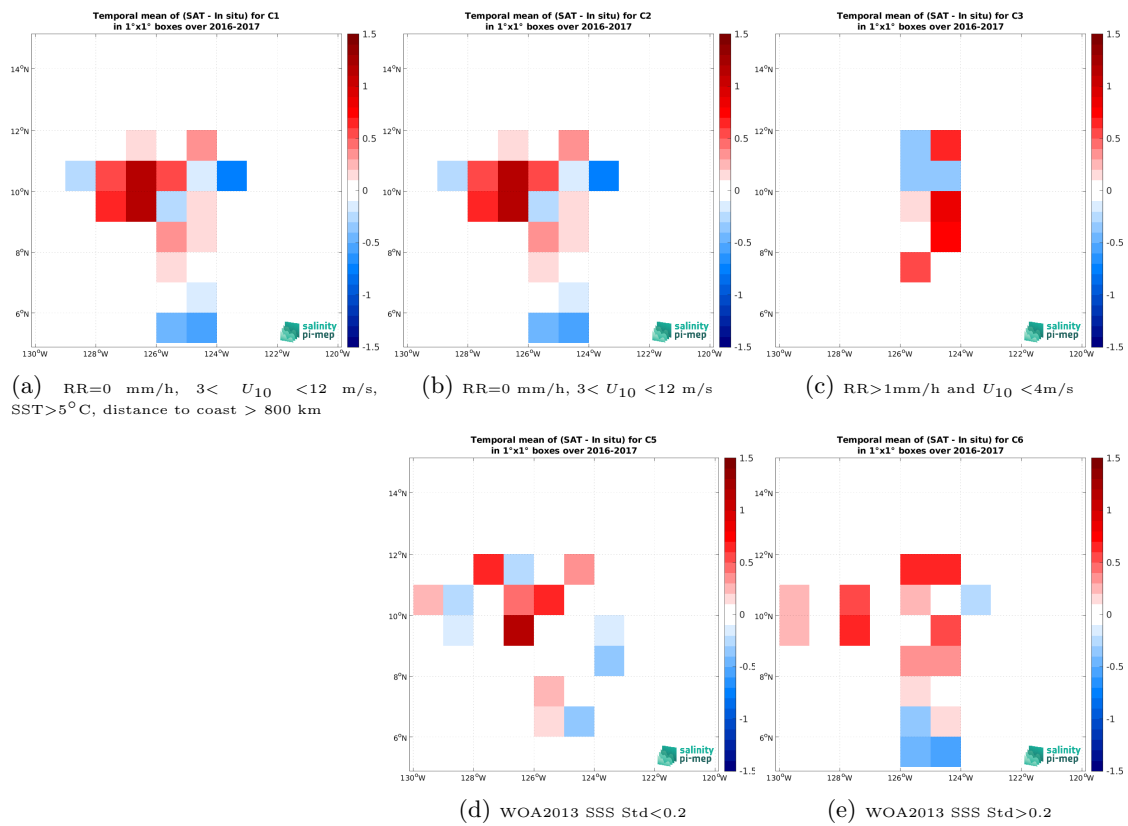 Temporal mean of (SAT - In situ) for C1
in 1°x1° boxes over 2016-2017
14°N
12°N
10°N
8°N
6°N
130°W 128°W 126°W 124°W 122°W 120°W
1.5
1
0.5
0
-0.5
-1
-1.5
salinity
pi-mep
(a) RR=0 mm/h, 3< U10 <12 m/s,
SST>5°C, distance to coast > 800 km
Temporal mean of (SAT - In situ) for C2
in 1°x1° boxes over 2016-2017
14°N
12°N
10°N
8°N
6°N
130°W 128°W 126°W 124°W 122°W 120°W
1.5
1
0.5
0
-0.5
-1
-1.5
salinity
pi-mep
(b) RR=0 mm/h, 3< U10 <12 m/s
Temporal mean of (SAT - In situ) for C3
in 1°x1° boxes over 2016-2017
14°N
12°N
10°N
8°N
6°N
130°W 128°W 126°W 124°W 122°W 120°W
1.5
1
0.5
0
-0.5
-1
-1.5
salinity
pi-mep
(c) RR>1mm/h and U10 <4m/s
Temporal mean of (SAT - In situ) for C5
in 1°x1° boxes over 2016-2017
14°N
12°N
10°N
8°N
6°N
130°W 128°W 126°W 124°W 122°W 120°W
1.5
1
0.5
0
-0.5
-1
-1.5
salinity
pi-mep
(d) WOA2013 SSS Std<0.2
Temporal mean of (SAT - In situ) for C6
in 1°x1° boxes over 2016-2017
14°N
12°N
10°N
8°N
6°N
130°W 128°W 126°W 124°W 122°W 120°W
1.5
1
0.5
0
-0.5
-1
-1.5
salinity
pi-mep
(e) WOA2013 SSS Std>0.2